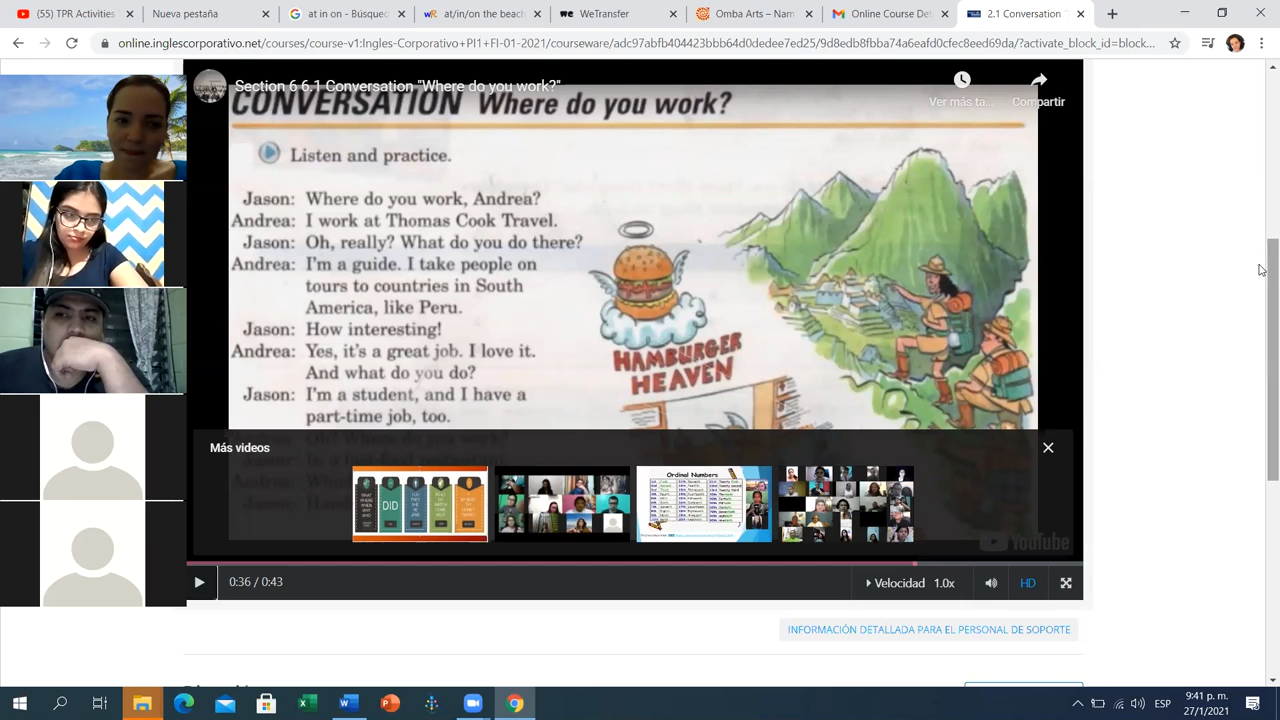 (55) TPR Activities
Nueva pestaña
at in on - Búsque
at/in/on the beach
WeTransfer
Omba Arts – Nam
Online Course Det
2.1 Conversation "
online.inglescorporativo.net/courses/course-v1:Ingles-Corporativo+PI1+FI-01-2021/courseware/adc97abfb404423bbb64d0dedee7ed25/9d8edb8fbba74a6eafd0cfec8eed69da/?activate_block_id=block...
Section 6 6.1 Conversation "Where do you work?"
Ver más ta...
Compartir
CONVERSATION Where do you work?
Listen and practice.
Jason: Where do you work, Andrea?
Andrea: I work at Thomas Cook Travel.
Jason: Oh, really? What do you do there?
Andrea: I'm a guide. I take people on
tours to countries in South
America, like Peru.
Jason: How interesting!
Andrea: Yes, it's a great job. I love it.
And what do you do?
Jason: I'm a student, and I have a
part-time job, too.
HAMBURGER
HEAVEN
Más videos
DID
Ordinal Numbers
YouTube
0:36 / 0:43
Velocidad 1.0x
HD
INFORMACIÓN DETALLADA PARA EL PERSONAL DE SOPORTE
ESP
9:41 p. m.
27/1/2021